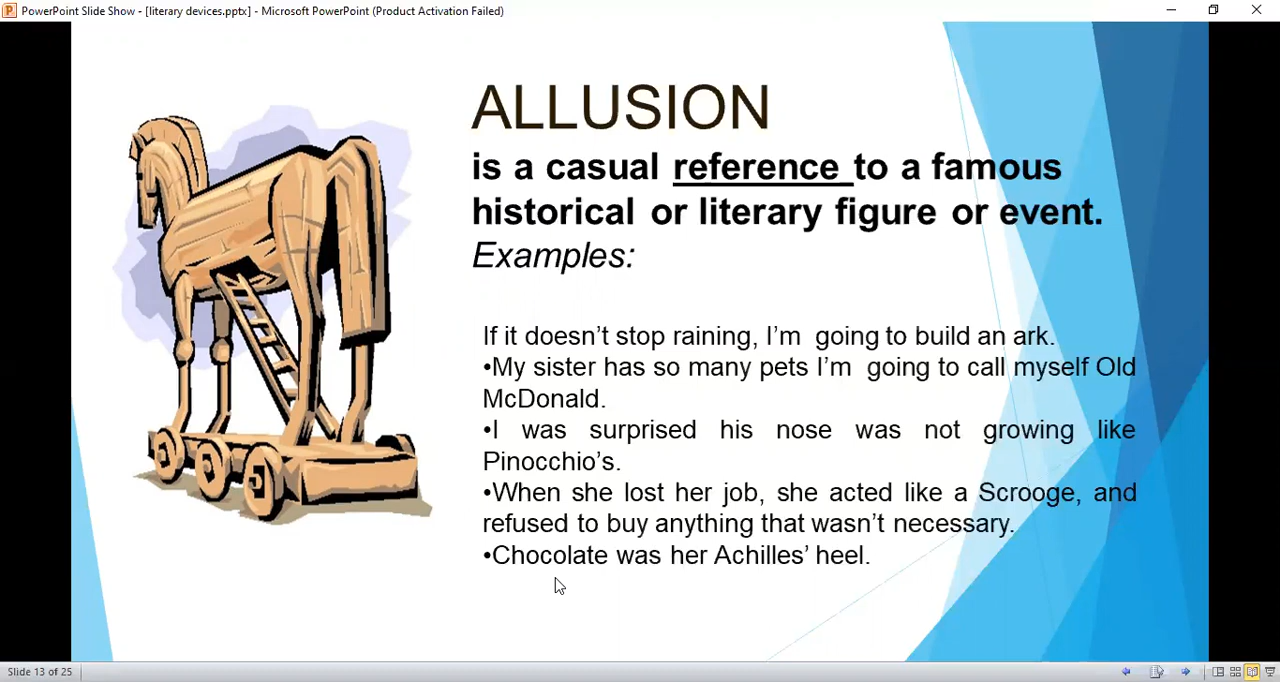 PowerPoint Slide Show - [literary devices.pptx] - Microsoft PowerPoint (Product Activation Failed)
ALLUSION
is a casual reference to a famous
historical or literary figure or event.
Examples:
If it doesn’t stop raining, I’m going to build an ark.
•My sister has so many pets I’m going to call myself Old
McDonald.
•I was surprised his nose was not growing like
Pinocchio’s.
•When she lost her job, she acted like a Scrooge, and
refused to buy anything that wasn’t necessary.
•Chocolate was her Achilles’ heel.
Slide 13 of 25